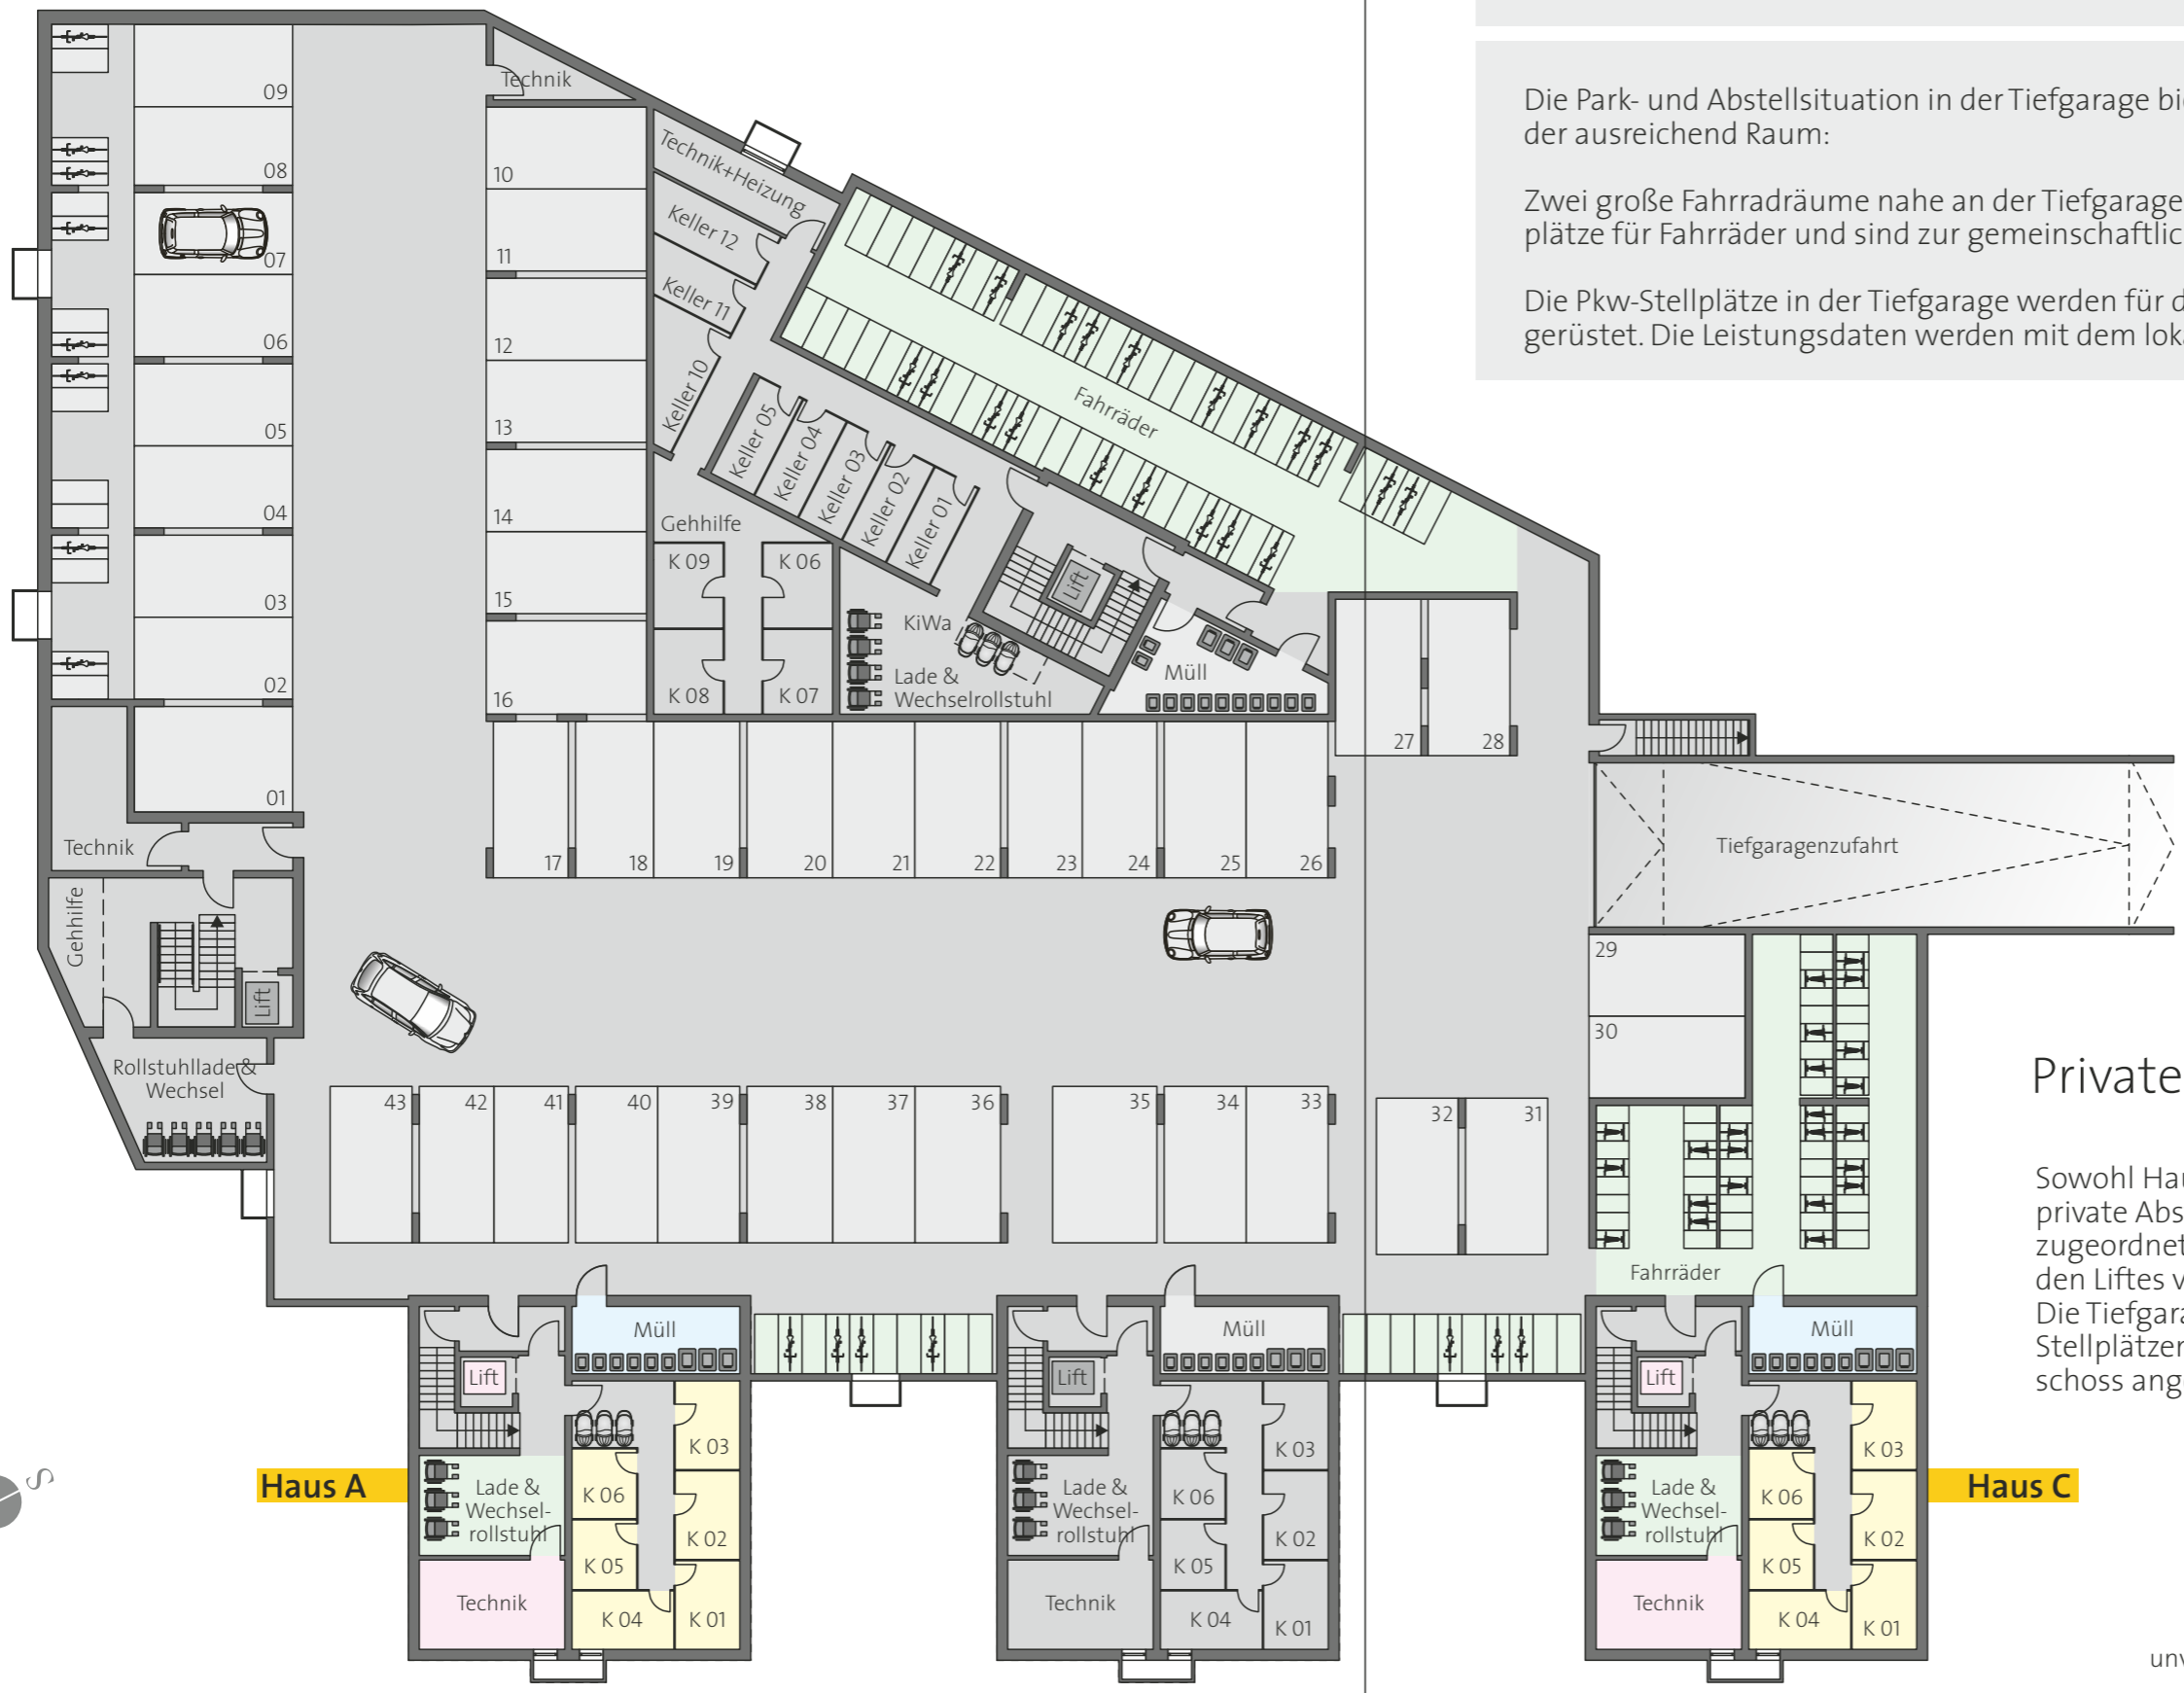 Die Park- und Abstellsituation in der Tiefgarage
der ausreichend Raum:
Zwei große Fahrradräume nahe an der Tiefgarage
plätze für Fahrräder und sind zur
Die Pkw-Stellplätze in der Tiefgarage werden für
gerüstet. Die Leistungsdaten werden mit dem
Technik
09
08
07
06
05
04
03
02
01
10
11
12
13
14
15
16
Technik+Heizung
Keller 12
Keller 11
Keller 10
Keller 05
Keller 04
Keller 03
Keller 02
Keller 01
Fahrräder
Gehhilfe
K 09
K 06
K 08
K 07
KiWa
Lade &
Wechselrollstuhl
Lift
Müll
27
28
17
18
19
20
21
22
23
24
25
26
Tiefgaragenzufahrt
Technik
Gehhilfe
Lift
Rollstuhllade &
Wechsel
29
30
43
42
41
40
39
38
37
36
35
34
33
32
31
Fahrräder
Private
Sowohl
private
zugeordnet
den Liftes
Die
schoss
Müll
Lift
K 03
Lade &
Wechsel-
rollstuhl
K 06
K 02
K 05
Technik
K 04
K 01
Haus A
Müll
Lift
K 03
Lade &
Wechsel-
rollstuhl
K 06
K 02
K 05
Technik
K 04
K 01
Müll
Lift
K 03
Lade &
Wechsel-
rollstuhl
K 06
K 02
K 05
Technik
K 04
K 01
Haus C
S